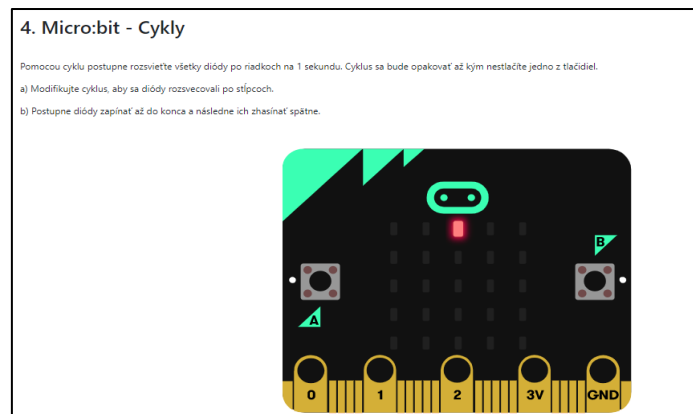 4. Micro:bit - Cykly
Pomocou cyklu postupne rozsvieťte všetky diódy po riadkoch na 1 sekundu. Cyklus sa bude opakovať až kým nestlačíte jedno z tlačidiel.
a) Modifikujte cyklus, aby sa diódy rozsvecovali po stĺpcoch.
b) Postupne diódy zapínať až do konca a následne ich zhasínať spätne.
B
A
0 1 2 3V GND